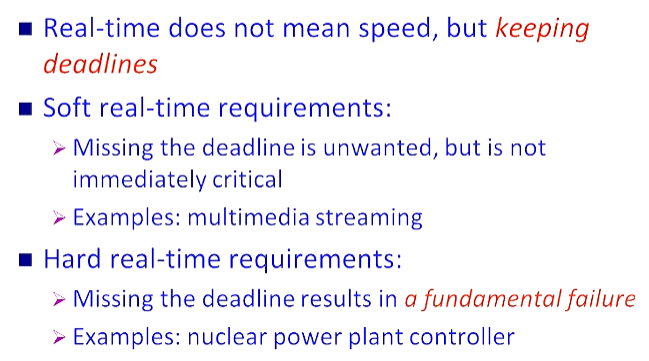 Real-time does not mean speed, but keeping
deadlines
Soft real-time requirements:
Missing the deadline is unwanted, but is not
immediately critical
Examples: multimedia streaming
Hard real-time requirements:
Missing the deadline results in a fundamental failure
Examples: nuclear power plant controller